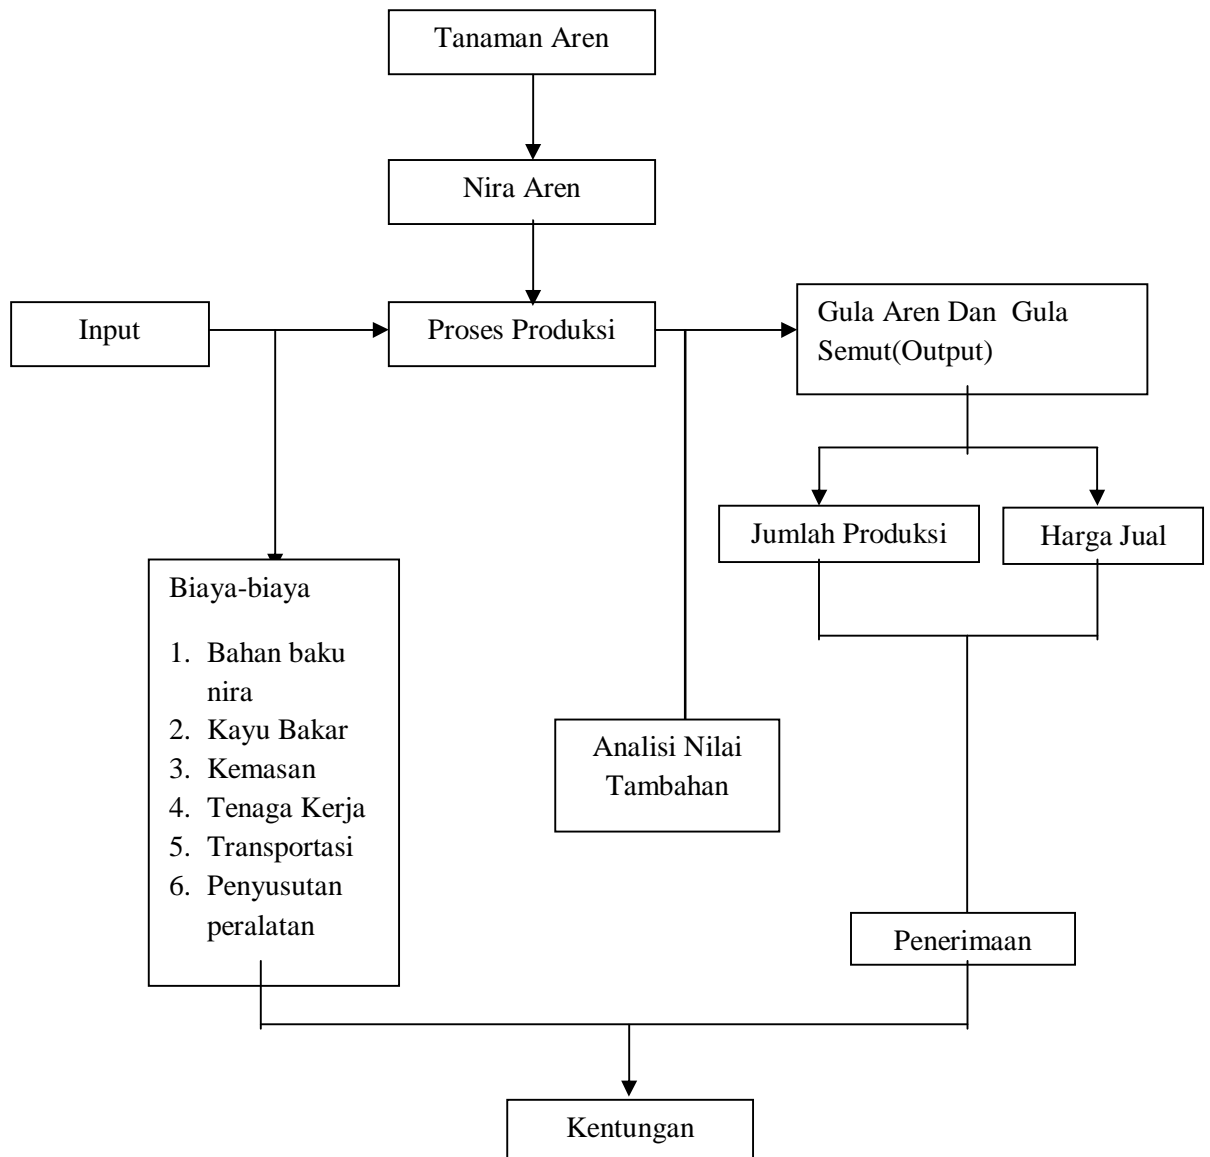 Tanaman Aren
Nira Aren
Input
Proses Produksi
Gula Aren Dan Gula
Semut(Output)
Jumlah Produksi
Harga Jual
Biaya-biaya
1. Bahan baku
nira
2. Kayu Bakar
3. Kemasan
4. Tenaga Kerja
5. Transportasi
6. Penyusutan
peralatan
Analisi Nilai
Tambahan
Penerimaan
Kentungan